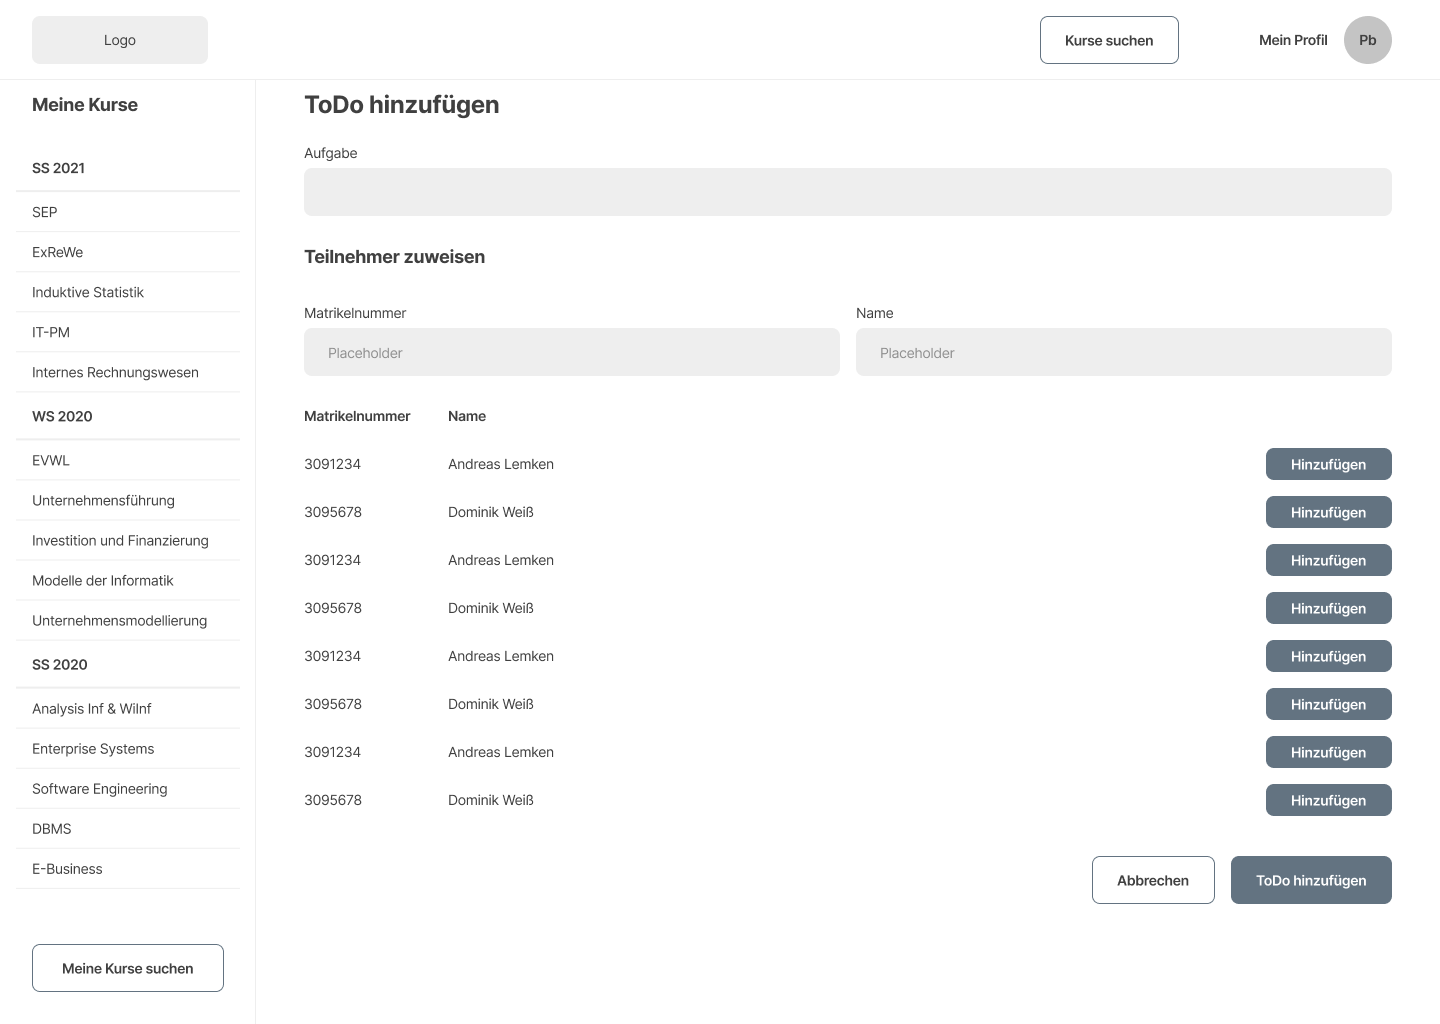 Logo
Kurse suchen
Mein Profil
Pb
Meine Kurse
SS 2021
SEP
ExReWe
Induktive Statistik
IT-PM
Internes Rechnungswesen
WS 2020
EVWL
Unternehmensführung
Investition und Finanzierung
Modelle der Informatik
Unternehmensmodellierung
SS 2020
Analysis Inf & WiInf
Enterprise Systems
Software Engineering
DBMS
E-Business
Meine Kurse suchen
ToDo hinzufügen
Aufgabe
Teilnehmer zuweisen
Matrikelnummer Name
Placeholder Placeholder
Matrikelnummer Name
3091234 Andreas Lemken Hinzufügen
3095678 Dominik Weiß Hinzufügen
3091234 Andreas Lemken Hinzufügen
3095678 Dominik Weiß Hinzufügen
3091234 Andreas Lemken Hinzufügen
3095678 Dominik Weiß Hinzufügen
3091234 Andreas Lemken Hinzufügen
3095678 Dominik Weiß Hinzufügen
Abbrechen ToDo hinzufügen